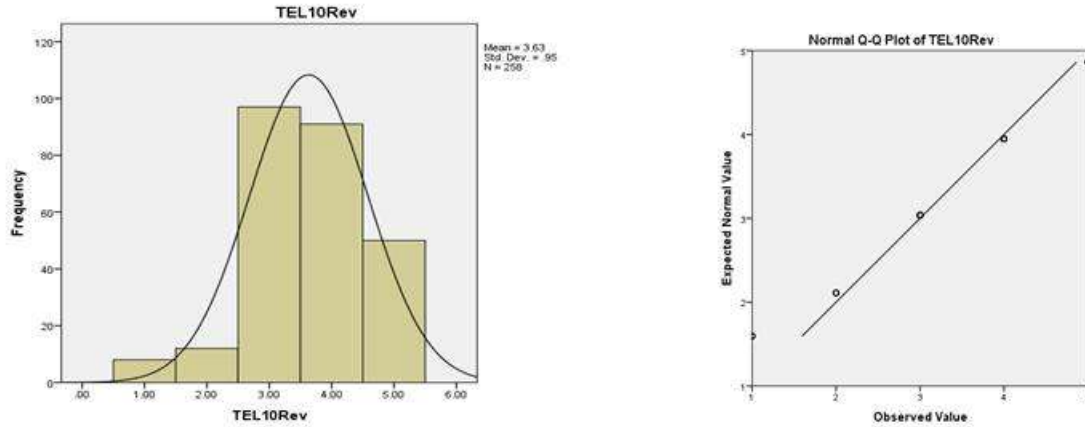 TEL10Rev
Mean = 3.63
Std. Dev. = .95
N = 258
120
100
80
60
40
20
0
Frequency
.00 1.00 2.00 3.00 4.00 5.00 6.00
TEL10Rev
Normal Q-Q Plot of TEL10Rev
5
4
3
2
1
Expected Normal Value
1 2 3 4
Observed Value